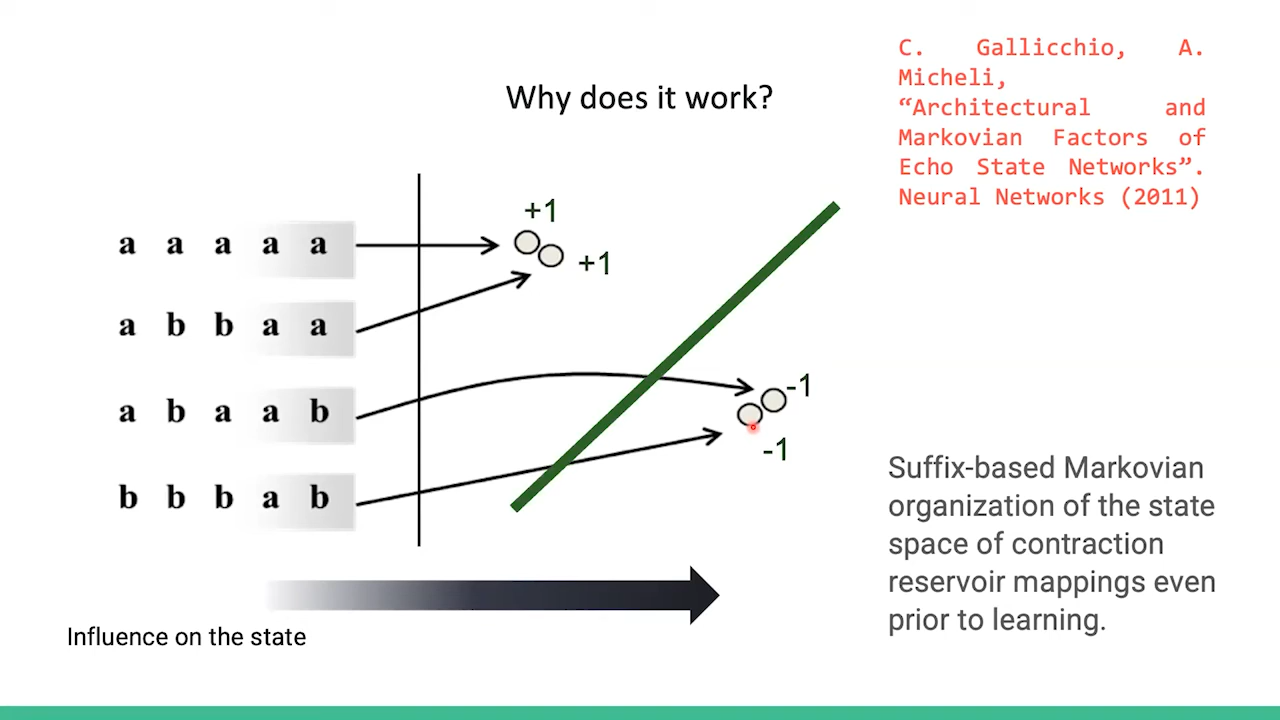 Why does it work?
C. Gallicchio, A.
Micheli,
“Architectural and
Markovian Factors of
Echo State Networks”.
Neural Networks (2011)
a a a a a
a b b a a
a b a a b
b b b a b
+1
+1
-1
-1
Influence on the state
Suffix-based Markovian
organization of the state
space of contraction
reservoir mappings even
prior to learning.